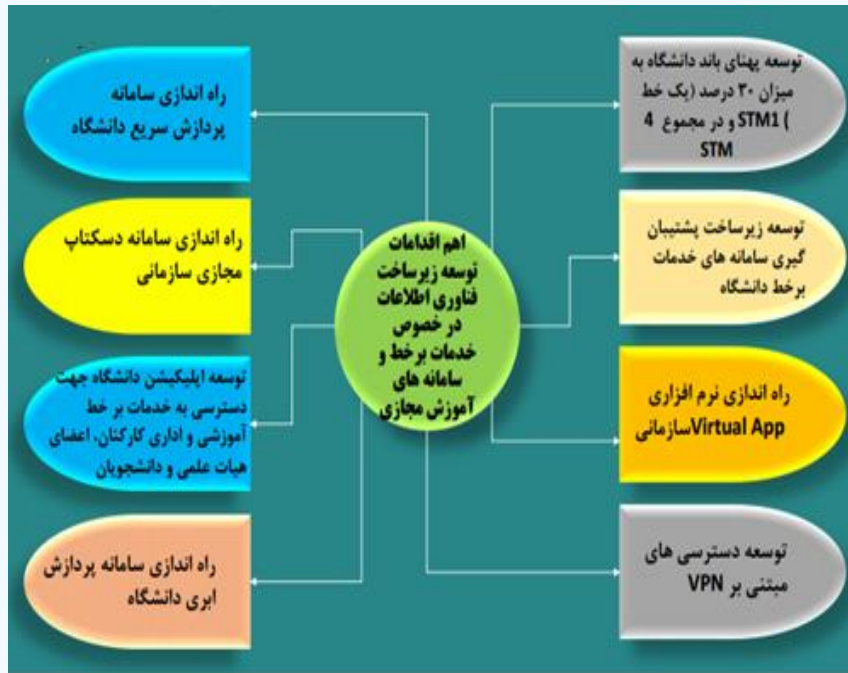 اهم اقدامات
توسعه زیرساخت
فناوری اطلاعات
در خصوص
خدمات برخط و
سامانه های
آموزش مجازی
توسعه پهنای باند دانشگاه به
میزان ۳۰ درصد (یک خط
STM1 ) و در مجموع 4
STM
توسعه زیرساخت پشتیبان
گیری سامانه های خدمات
برخط دانشگاه
راه اندازی نرم افزاری
Virtual Appسازمانی
توسعه دسترسی های
مبتنی بر VPN
راه اندازی سامانه
پردازش سریع دانشگاه
راه اندازی سامانه دسکتاپ
مجازی سازمانی
توسعه اپلیکیشن دانشگاه جهت
دسترسی به خدمات بر خط
آموزشی و اداری کارکنان، اعضای
هیات علمی و دانشجویان
راه اندازی سامانه پردازش
ابری دانشگاه